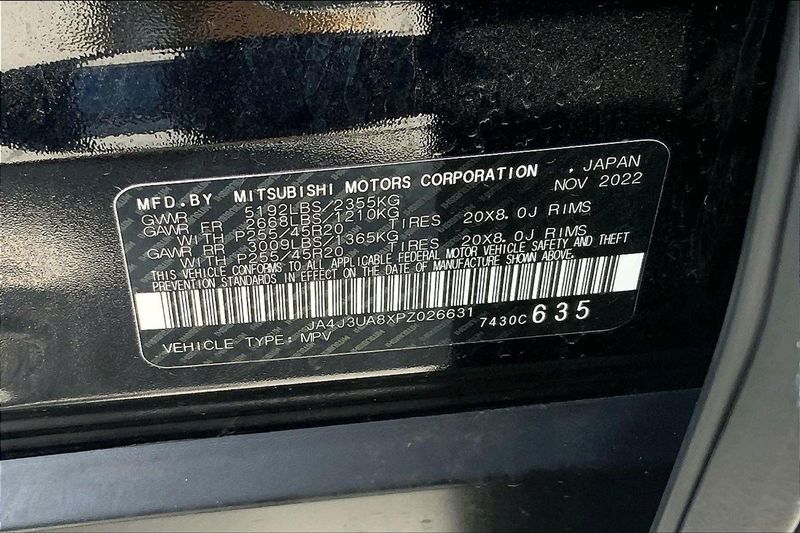 MFD.BY MITSUBISHI MOTORS CORPORATION , JAPAN
GVWR 5192LBS/2355KG NOV 2022
GAWR FR 2668LBS/1210KG
WITH P255/45R20 TIRES 20X8.0J RIMS
GAWR RR 3009LBS/1365KG
WITH P255/45R20 TIRES 20X8.0J RIMS
THIS VEHICLE CONFORMS TO ALL APPLICABLE FEDERAL MOTOR VEHICLE SAFETY AND THEFT
PREVENTION STANDARDS IN EFFECT ON THE DATE OF MANUFACTURE SHOWN ABOVE.
JA4J3UA8XPZ026631 7430C 635
VEHICLE TYPE: MPV